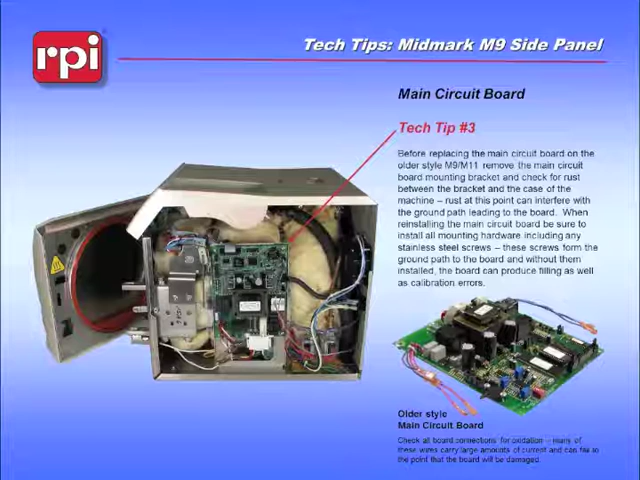 rpi
Tech Tips: Midmark M9 Side Panel
Main Circuit Board
Tech Tip #3
Before replacing the main circuit board on the
older style M9/M11 remove the main circuit
board mounting bracket and check for rust
between the bracket and the case of the
machine – rust at this point can interfere with
the ground path leading to the board. When
reinstalling the main circuit board be sure to
install all mounting hardware including any
stainless steel screws – these screws form the
ground path to the board and without them
installed, the board can produce filling as well
as calibration errors.
Older style
Main Circuit Board
Check all board connections for oxidation – many of
these wires carry large amounts of current and can fail to
the point that the board will be damaged.